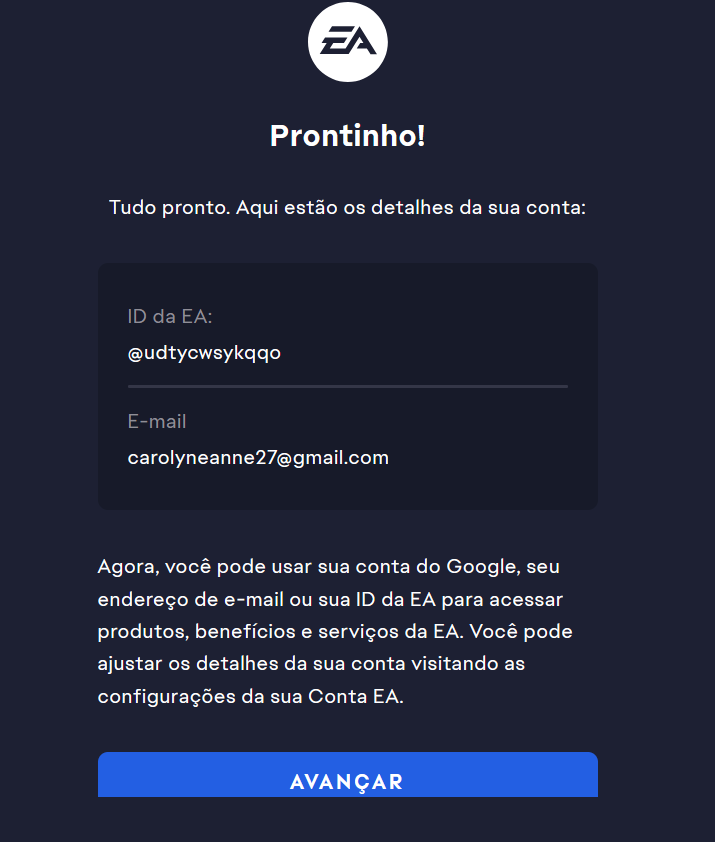 EA
Prontinho!
Tudo pronto. Aqui estão os detalhes da sua conta:
ID da EA:
@udtycwsykqqo
E-mail
carolyneanne27@gmail.com
Agora, você pode usar sua conta do Google, seu
endereço de e-mail ou sua ID da EA para acessar
produtos, benefícios e serviços da EA. Você pode
ajustar os detalhes da sua conta visitando as
configurações da sua Conta EA.
AVANÇAR